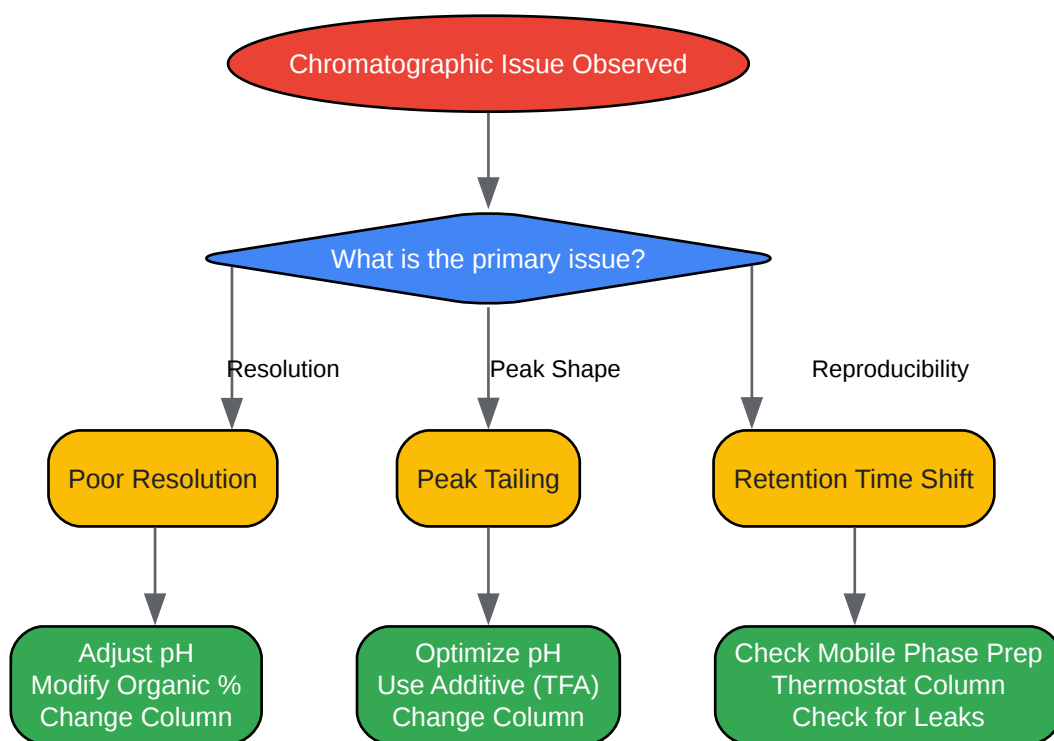 Chromatographic Issue Observed
What is the primary issue?
Resolution
Peak Shape
Reproducibility
Poor Resolution
Peak Tailing
Retention Time Shift
Adjust pH
Modify Organic %
Change Column
Optimize pH
Use Additive (TFA)
Change Column
Check Mobile Phase Prep
Thermostat Column
Check for Leaks